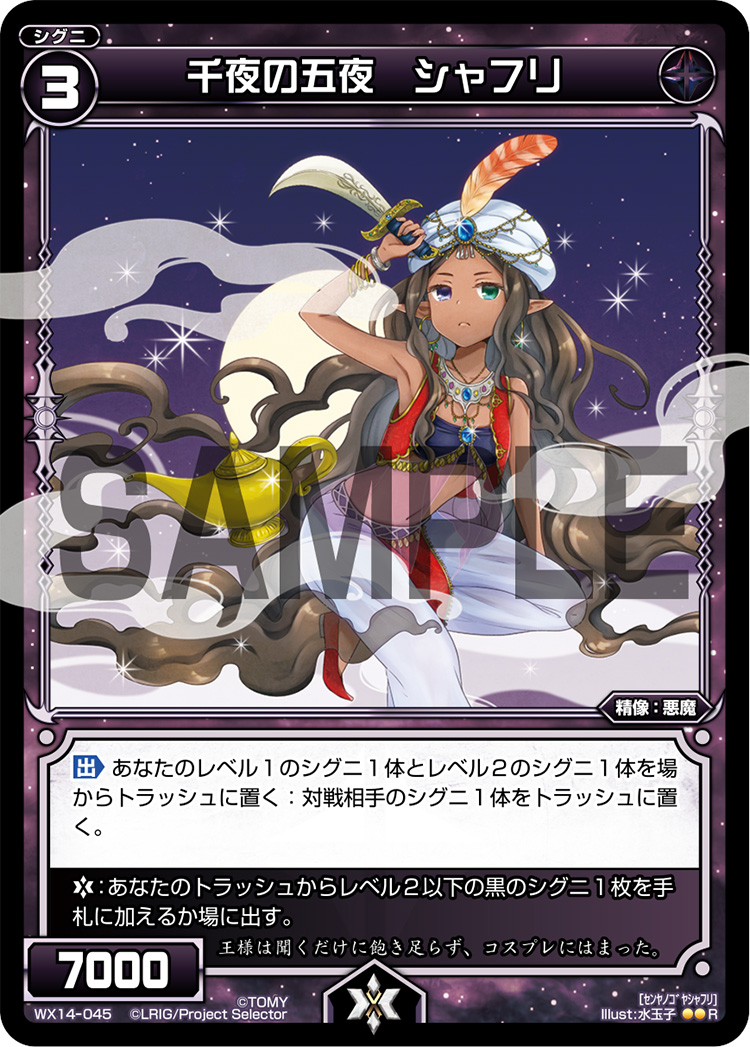 シグニ
3
千夜の五夜　シャフリ
SAMPLE
精像：悪魔
出 あなたのレベル１のシグニ１体とレベル２のシグニ１体を場
からトラッシュに置く：対戦相手のシグニ１体をトラッシュに置
く。
：あなたのトラッシュからレベル２以下の黒のシグニ１枚を手
札に加えるか場に出す。
王様は聞くだけに飽き足らず、コスプレにはまった。
7000
©TOMY
[センヤノゴヤシャフリ]
WX14-045 ©LRIG/Project Selector
Illust:水玉子 R